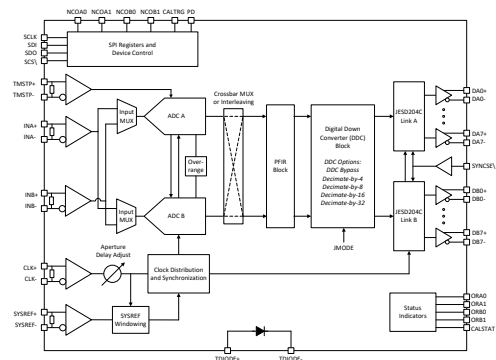 NCOA0 NCOA1 NCOB0 NCOB1 CALTRG PD
SCLK
SDI
SDO
SCS\
SPI Registers and
Device Control
TMSTP+
TMSTP-
INA+
INA-
Input
MUX
ADC A
Crossbar MUX
or Interleaving
Over-
range
INB+
INB-
Input
MUX
ADC B
PFIR
Block
Digital Down
Converter (DDC)
Block
DDC Options:
DDC Bypass
Decimate-by-4
Decimate-by-8
Decimate-by-16
Decimate-by-32
JMODE
JESD204C
Link A
JESD204C
Link B
DA0+
DA0-
DA7+
DA7-
SYNCSE\
DB0+
DB0-
DB7+
DB7-
Aperture
Delay Adjust
CLK+
CLK-
Clock Distribution
and Synchronization
SYSREF+
SYSREF-
SYSREF
Windowing
Status
Indicators
ORA0
ORA1
ORB0
ORB1
CALSTAT
TDIODE+
TDIODE-